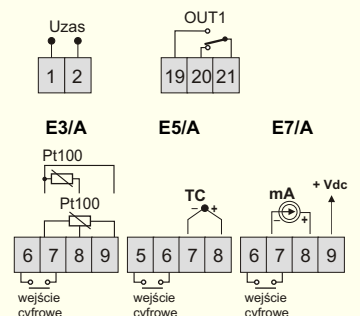 Uzas
OUT1
1 2
19 20 21
E3/A E5/A E7/A
Pt100
Pt100
TC
− +
mA
− +
+ Vdc
6 7 8 9
5 6 7 8
6 7 8 9
wejście
cyfrowe
wejście
cyfrowe
wejście
cyfrowe